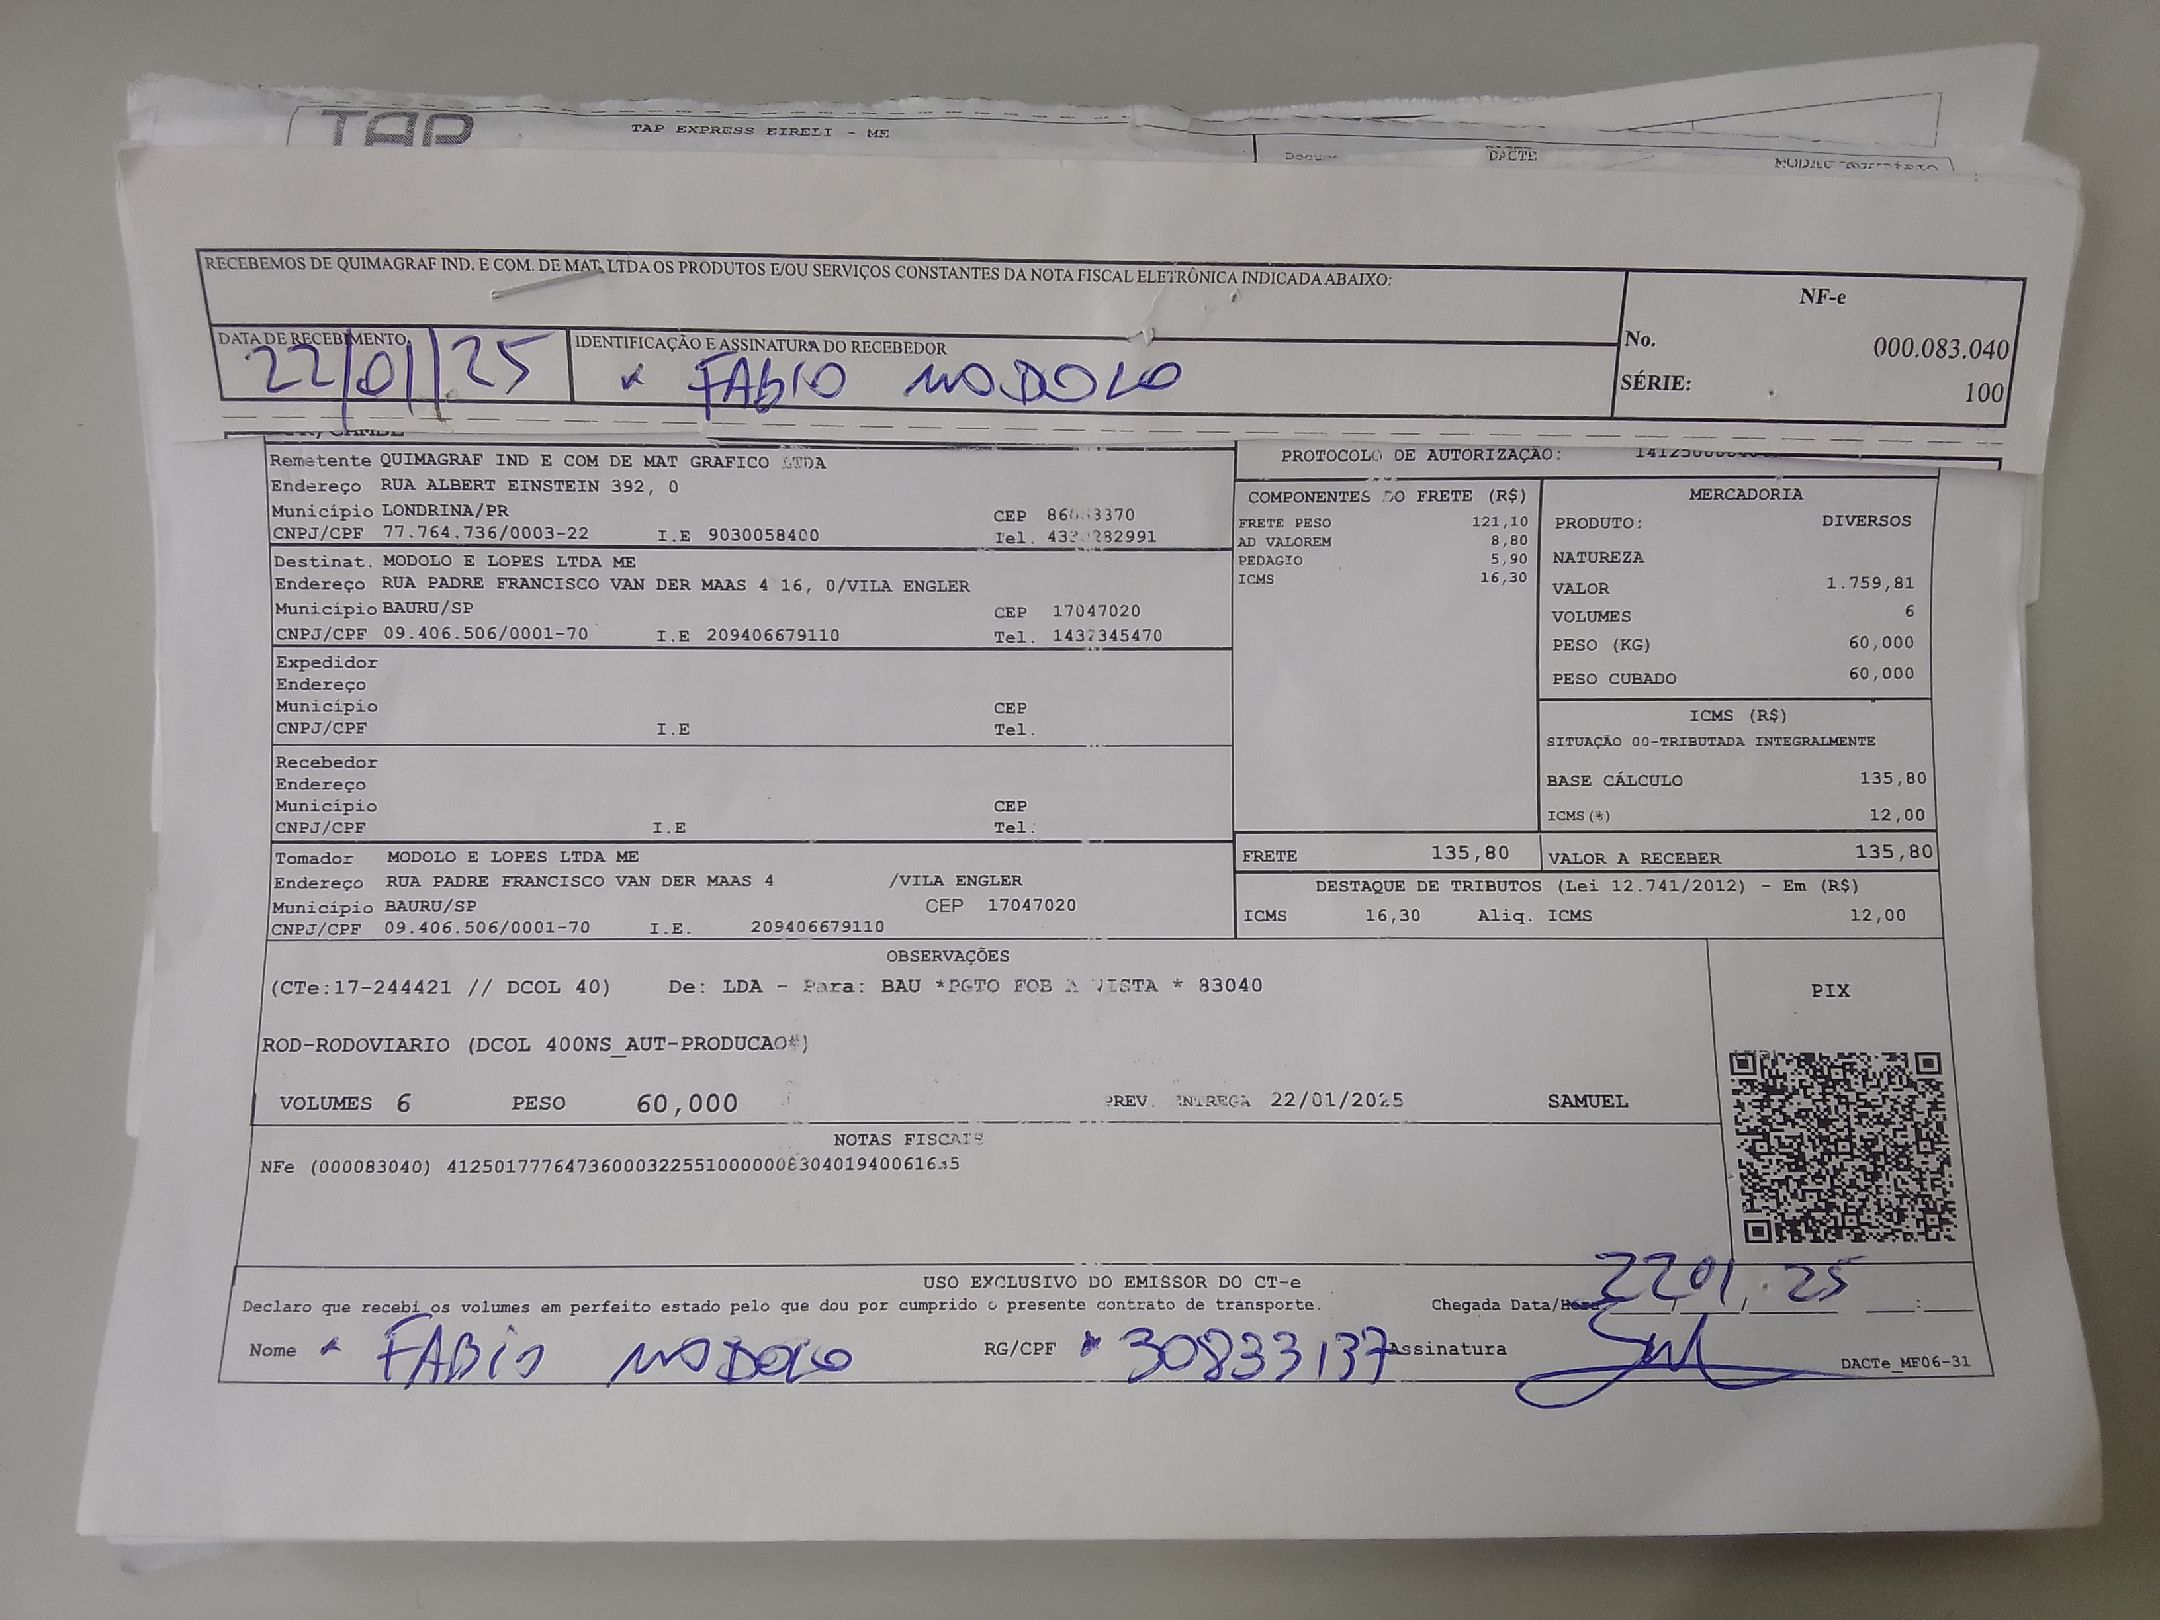 TAP
TAP EXPRESS EIRELI - ME
DACTE
RECEBEMOS DE QUIMAGRAF IND. E COM. DE MAT. LTDA OS PRODUTOS E/OU SERVIÇOS CONSTANTES DA NOTA FISCAL ELETRÔNICA INDICADA ABAIXO:
NF-e
No. 000.083.040
SÉRIE: 100
DATA DE RECEBIMENTO
22/01/25
IDENTIFICAÇÃO E ASSINATURA DO RECEBEDOR
x FABIO MODOLO
Remetente QUIMAGRAF IND E COM DE MAT GRAFICO LTDA
Endereço RUA ALBERT EINSTEIN 392, 0
Município LONDRINA/PR CEP
CNPJ/CPF 77.764.736/0003-22 I.E 9030058400 Tel.
Destinat. MODOLO E LOPES LTDA ME
Endereço RUA PADRE FRANCISCO VAN DER MAAS 4 16, 0/VILA ENGLER
Município BAURU/SP CEP 17047020
CNPJ/CPF 09.406.506/0001-70 I.E 209406679110 Tel. 1432345470
Expedidor
Endereço
Município CEP
CNPJ/CPF I.E Tel.
Recebedor
Endereço
Município CEP
CNPJ/CPF I.E Tel.
Tomador MODOLO E LOPES LTDA ME
Endereço RUA PADRE FRANCISCO VAN DER MAAS 4 /VILA ENGLER
Município BAURU/SP CEP 17047020
CNPJ/CPF 09.406.506/0001-70 I.E. 209406679110
PROTOCOLO DE AUTORIZAÇÃO:
COMPONENTES DO FRETE (R$)
FRETE PESO 121,10
AD VALOREM 8,80
PEDAGIO 5,90
ICMS 16,30
MERCADORIA
PRODUTO: DIVERSOS
NATUREZA
VALOR 1.759,81
VOLUMES 6
PESO (KG) 60,000
PESO CUBADO 60,000
ICMS (R$)
SITUAÇÃO 00-TRIBUTADA INTEGRALMENTE
BASE CÁLCULO 135,80
ICMS(%) 12,00
FRETE 135,80 VALOR A RECEBER 135,80
DESTAQUE DE TRIBUTOS (Lei 12.741/2012) - Em (R$)
ICMS 16,30 Aliq. ICMS 12,00
OBSERVAÇÕES
(CTe:17-244421 // DCOL 40) De: LDA - Para: BAU *PGTO FOB A VISTA * 83040
ROD-RODOVIARIO (DCOL 400NS_AUT-PRODUCAO*)
VOLUMES 6 PESO 60,000 PREV. ENTREGA 22/01/2025 SAMUEL
PIX
NOTAS FISCAIS
NFe (000083040)
USO EXCLUSIVO DO EMISSOR DO CT-e
Declaro que recebi os volumes em perfeito estado pelo que dou por cumprido o presente contrato de transporte. Chegada Data/Hora 22/01/25 __:__
Nome x FABIO MODOLO RG/CPF x 30833137 Assinatura
DACTe_MF06-31